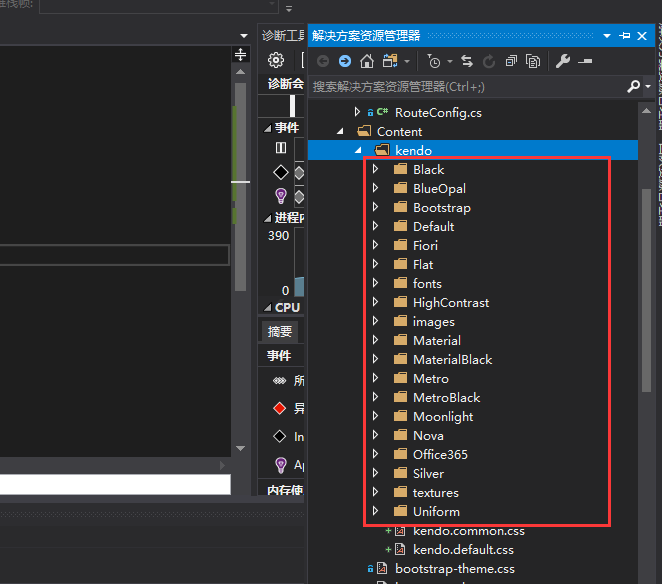 诊断工具
诊断会
事件
进程内
390
0
CPU
摘要
事件
所
异
In
Ap
内存使
解决方案资源管理器
搜索解决方案资源管理器(Ctrl+;)
C# RouteConfig.cs
Content
kendo
Black
BlueOpal
Bootstrap
Default
Fiori
Flat
fonts
HighContrast
images
Material
MaterialBlack
Metro
MetroBlack
Moonlight
Nova
Office365
Silver
textures
Uniform
kendo.common.css
kendo.default.css
bootstrap-theme.css